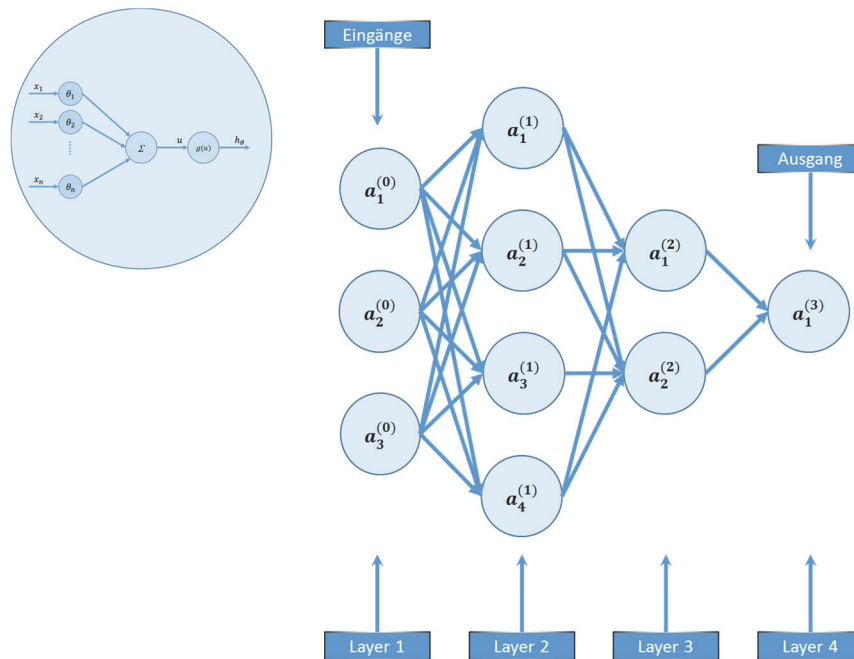 Eingänge
x₁
θ₁
x₂
θ₂
Σ
u
g(u)
h_θ
xₙ
θₙ
a₁⁽¹⁾
Ausgang
a₁⁽⁰⁾
a₂⁽¹⁾
a₁⁽²⁾
a₂⁽⁰⁾
a₁⁽³⁾
a₃⁽¹⁾
a₂⁽²⁾
a₃⁽⁰⁾
a₄⁽¹⁾
Layer 1
Layer 2
Layer 3
Layer 4